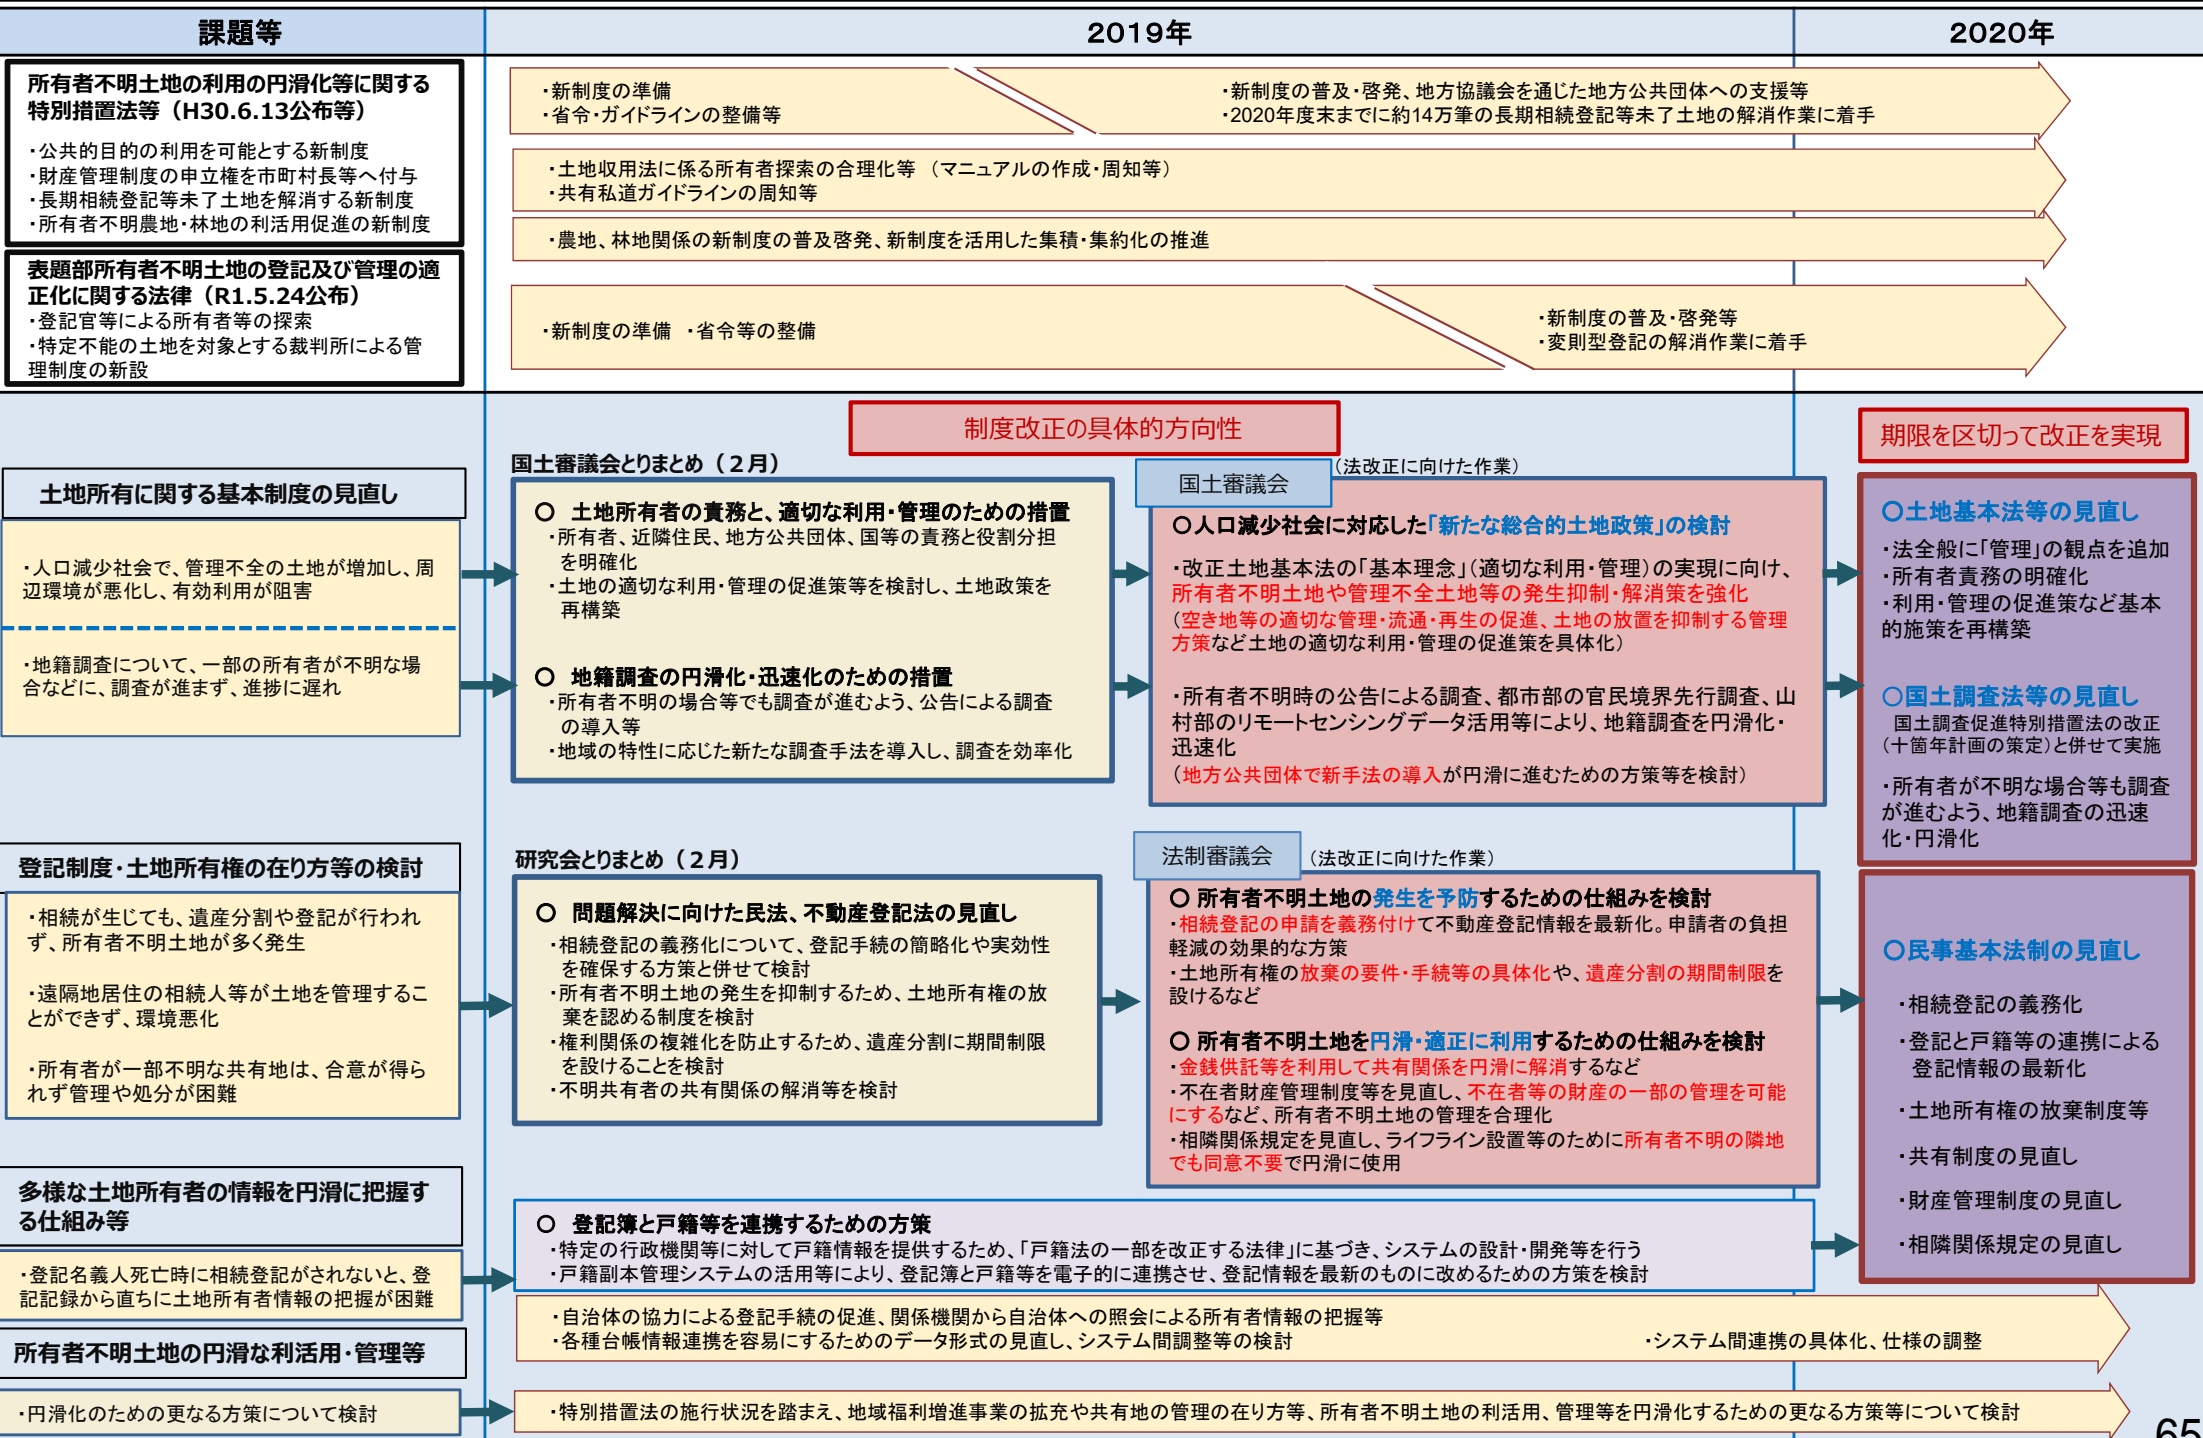 課題等
2019年
2020年
所有者不明土地の利用の円滑化等に関する
特別措置法等（H30.6.13公布等）
・公共的目的の利用を可能とする新制度
・財産管理制度の申立権を市町村長等へ付与
・長期相続登記等未了土地を解消する新制度
・所有者不明農地・林地の利活用促進の新制度
・新制度の準備
・省令・ガイドラインの整備等
・新制度の普及・啓発、地方協議会を通じた地方公共団体への支援等
・2020年度末までに約14万筆の長期相続登記等未了土地の解消作業に着手
・土地収用法に係る所有者探索の合理化等　（マニュアルの作成・周知等）
・共有私道ガイドラインの周知等
・農地、林地関係の新制度の普及啓発、新制度を活用した集積・集約化の推進
表題部所有者不明土地の登記及び管理の適
正化に関する法律（R1.5.24公布）
・登記官等による所有者等の探索
・特定不能の土地を対象とする裁判所による管
理制度の新設
・新制度の準備　・省令等の整備
・新制度の普及・啓発等
・変則型登記の解消作業に着手
制度改正の具体的方向性
期限を区切って改正を実現
土地所有に関する基本制度の見直し
・人口減少社会で、管理不全の土地が増加し、周
辺環境が悪化し、有効利用が阻害
・地籍調査について、一部の所有者が不明な場
合などに、調査が進まず、進捗に遅れ
国土審議会とりまとめ（２月）
〇　土地所有者の責務と、適切な利用・管理のための措置
・所有者、近隣住民、地方公共団体、国等の責務と役割分担
を明確化
・土地の適切な利用・管理の促進策等を検討し、土地政策を
再構築
〇　地籍調査の円滑化・迅速化のための措置
・所有者不明の場合等でも調査が進むよう、公告による調査
の導入等
・地域の特性に応じた新たな調査手法を導入し、調査を効率化
国土審議会
（法改正に向けた作業）
〇人口減少社会に対応した「新たな総合的土地政策」の検討
・改正土地基本法の「基本理念」（適切な利用・管理）の実現に向け、
所有者不明土地や管理不全土地等の発生抑制・解消策を強化
（空き地等の適切な管理・流通・再生の促進、土地の放置を抑制する管理
方策など土地の適切な利用・管理の促進策を具体化）
・所有者不明時の公告による調査、都市部の官民境界先行調査、山
村部のリモートセンシングデータ活用等により、地籍調査を円滑化・
迅速化
（地方公共団体で新手法の導入が円滑に進むための方策等を検討）
〇土地基本法等の見直し
・法全般に「管理」の観点を追加
・所有者責務の明確化
・利用・管理の促進策など基本
的施策を再構築
〇国土調査法等の見直し
国土調査促進特別措置法の改正
（十箇年計画の策定）と併せて実施
・所有者が不明な場合等も調査
が進むよう、地籍調査の迅速
化・円滑化
登記制度・土地所有権の在り方等の検討
・相続が生じても、遺産分割や登記が行われ
ず、所有者不明土地が多く発生
・遠隔地居住の相続人等が土地を管理するこ
とができず、環境悪化
・所有者が一部不明な共有地は、合意が得ら
れず管理や処分が困難
研究会とりまとめ（２月）
〇　問題解決に向けた民法、不動産登記法の見直し
・相続登記の義務化について、登記手続の簡略化や実効性
を確保する方策と併せて検討
・所有者不明土地の発生を抑制するため、土地所有権の放
棄を認める制度を検討
・権利関係の複雑化を防止するため、遺産分割に期間制限
を設けることを検討
・不明共有者の共有関係の解消等を検討
法制審議会
（法改正に向けた作業）
〇 所有者不明土地の発生を予防するための仕組みを検討
・相続登記の申請を義務付けて不動産登記情報を最新化。申請者の負担
軽減の効果的な方策
・土地所有権の放棄の要件・手続等の具体化や、遺産分割の期間制限を
設けるなど
〇 所有者不明土地を円滑・適正に利用するための仕組みを検討
・金銭供託等を利用して共有関係を円滑に解消するなど
・不在者財産管理制度等を見直し、不在者等の財産の一部の管理を可能
にするなど、所有者不明土地の管理を合理化
・相隣関係規定を見直し、ライフライン設置等のために所有者不明の隣地
でも同意不要で円滑に使用
〇民事基本法制の見直し
・相続登記の義務化
・登記と戸籍等の連携による
登記情報の最新化
・土地所有権の放棄制度等
・共有制度の見直し
・財産管理制度の見直し
・相隣関係規定の見直し
多様な土地所有者の情報を円滑に把握す
る仕組み等
・登記名義人死亡時に相続登記がされないと、登
記記録から直ちに土地所有者情報の把握が困難
〇　登記簿と戸籍等を連携するための方策
・特定の行政機関等に対して戸籍情報を提供するため、「戸籍法の一部を改正する法律」に基づき、システムの設計・開発等を行う
・戸籍副本管理システムの活用等により、登記簿と戸籍等を電子的に連携させ、登記情報を最新のものに改めるための方策を検討
・自治体の協力による登記手続の促進、関係機関から自治体への照会による所有者情報の把握等
・各種台帳情報連携を容易にするためのデータ形式の見直し、システム間調整等の検討
・システム間連携の具体化、仕様の調整
所有者不明土地の円滑な利活用・管理等
・円滑化のための更なる方策について検討
・特別措置法の施行状況を踏まえ、地域福利増進事業の拡充や共有地の管理の在り方等、所有者不明土地の利活用、管理等を円滑化するための更なる方策等について検討
65